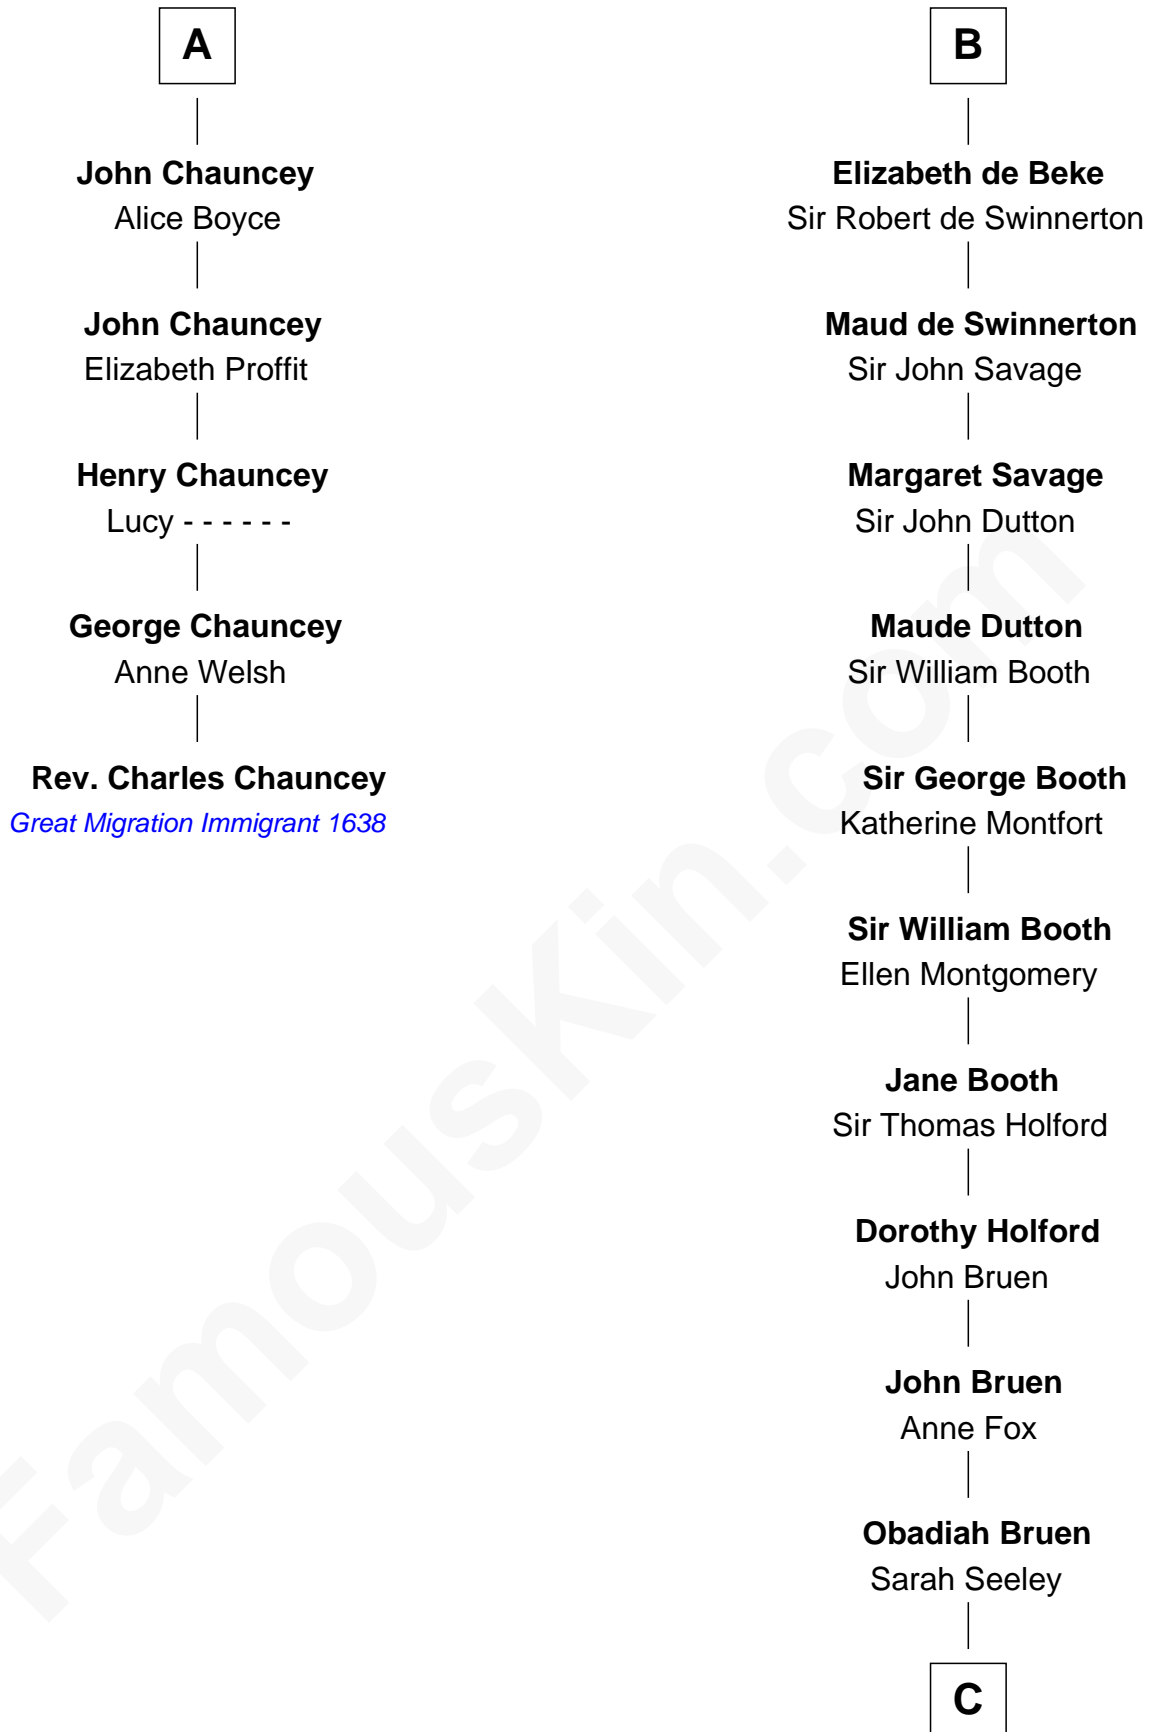 A
John Chauncey
Alice Boyce
John Chauncey
Elizabeth Proffit
Henry Chauncey
Lucy - - - - - -
George Chauncey
Anne Welsh
Rev. Charles Chauncey
Great Migration Immigrant 1638
B
Elizabeth de Beke
Sir Robert de Swinnerton
Maud de Swinnerton
Sir John Savage
Margaret Savage
Sir John Dutton
Maude Dutton
Sir William Booth
Sir George Booth
Katherine Montfort
Sir William Booth
Ellen Montgomery
Jane Booth
Sir Thomas Holford
Dorothy Holford
John Bruen
John Bruen
Anne Fox
Obadiah Bruen
Sarah Seeley
C
FamousKin.com